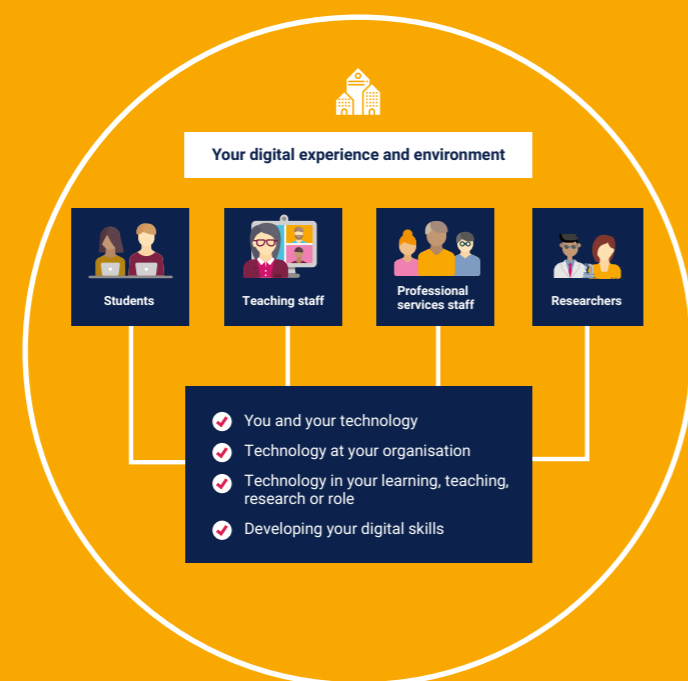 Your digital experience and environment
Students
Teaching staff
Professional
services staff
Researchers
You and your technology
Technology at your organisation
Technology in your learning, teaching,
research or role
Developing your digital skills